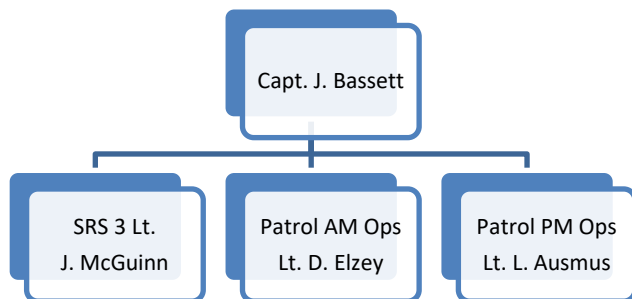 Capt. J. Bassett
SRS 3 Lt.
J. McGuinn
Patrol AM Ops
Lt. D. Elzey
Patrol PM Ops
Lt. L. Ausmus